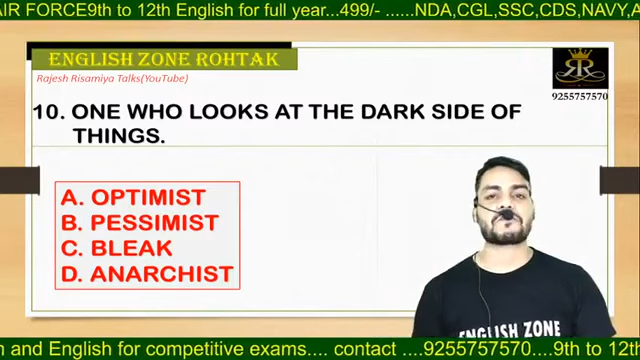 AIR FORCE9th to 12th English for full year...499/- ......NDA,CGL,SSC,CDS,NAVY,A
ENGLISH ZONE ROHTAK
Rajesh Risamiya Talks(YouTube)
RR
9255757570
10. ONE WHO LOOKS AT THE DARK SIDE OF
THINGS.
A. OPTIMIST
B. PESSIMIST
C. BLEAK
D. ANARCHIST
ENGLISH ZONE
h and English for competitive exams.... contact ....9255757570...9th to 12th